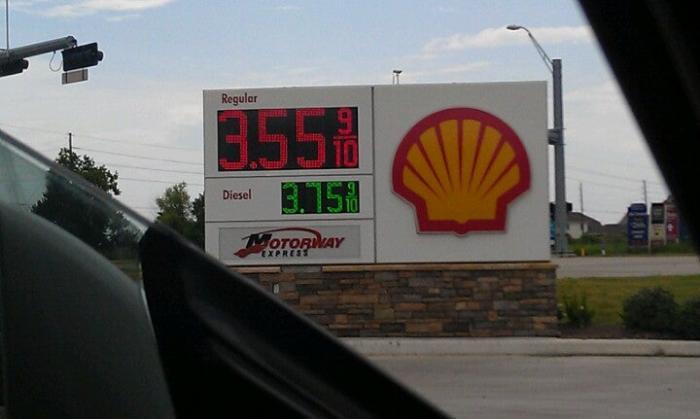 Regular
3.55 9/10
Diesel
3.75 9/10
MOTORWAY
EXPRESS